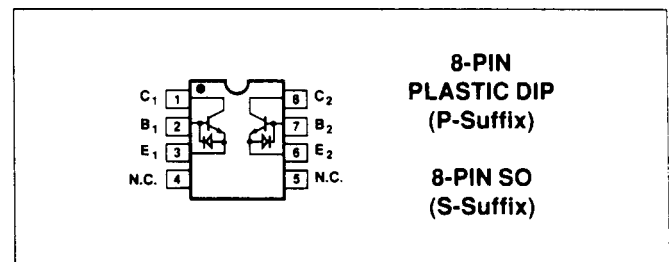 8-PIN
PLASTIC DIP
(P-Suffix)
8-PIN SO
(S-Suffix)
C1 1 8 C2
B1 2 7 B2
E1 3 6 E2
N.C. 4 5 N.C.